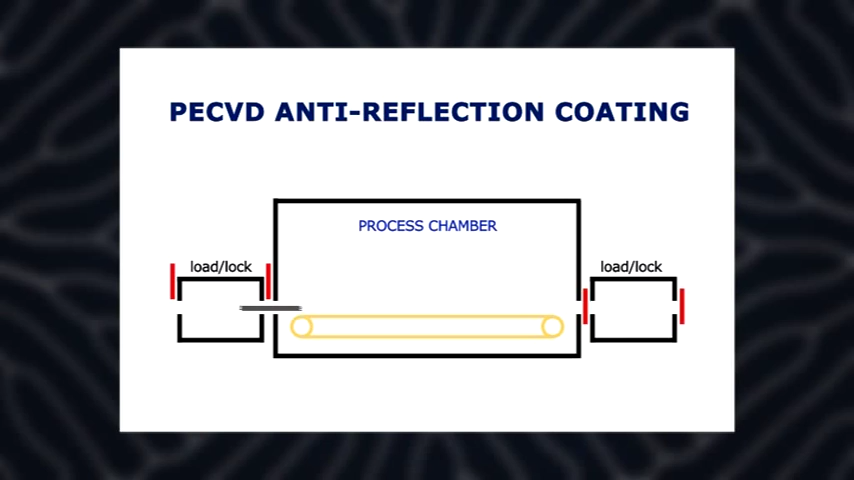 PECVD ANTI-REFLECTION COATING
PROCESS CHAMBER
load/lock
load/lock